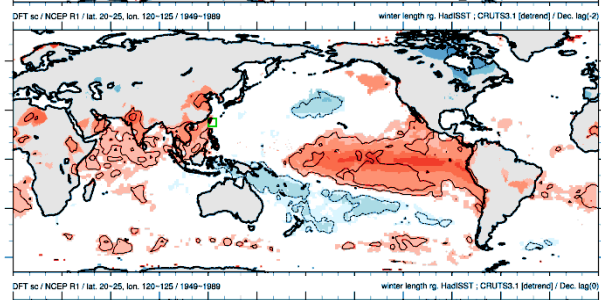 DFT sc / NCEP R1 / lat. 20-25, lon. 120-125 / 1949-1989
winter length rg. HadISST ; CRUTS3.1 [detrend] / Dec. lag(-2)
DFT sc / NCEP R1 / lat. 20-25, lon. 120-125 / 1949-1989
winter length rg. HadISST ; CRUTS3.1 [detrend] / Dec. lag(0)